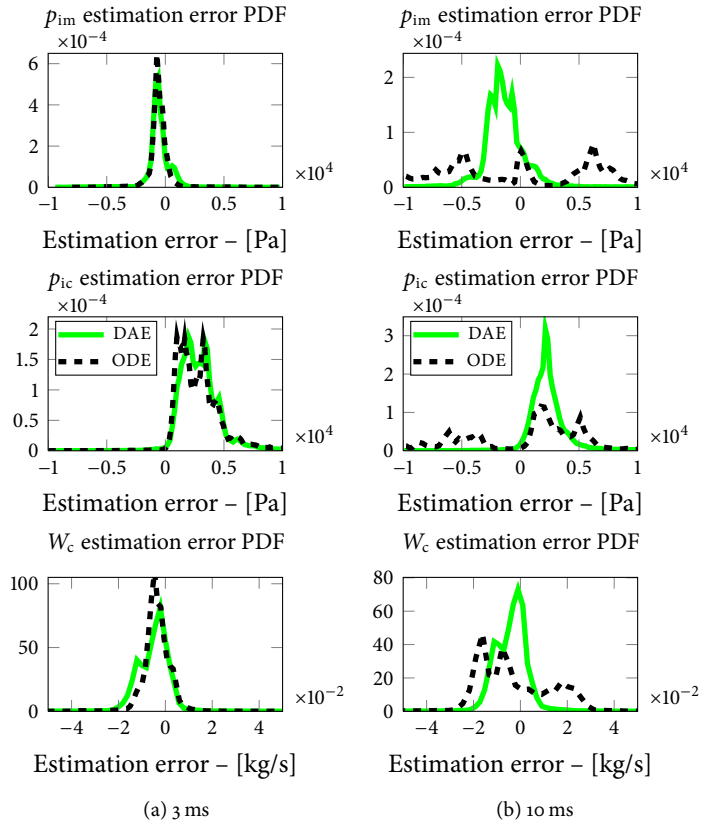 p_im estimation error PDF
×10−4
6
4
2
0
−1 −0.5 0 0.5 1
×10^4
Estimation error – [Pa]
p_im estimation error PDF
×10−4
2
1
0
−1 −0.5 0 0.5 1
×10^4
Estimation error – [Pa]
p_ic estimation error PDF
×10−4
2
1.5
1
0.5
0
DAE
ODE
−1 −0.5 0 0.5 1
×10^4
Estimation error – [Pa]
p_ic estimation error PDF
×10−4
3
2
1
0
DAE
ODE
−1 −0.5 0 0.5 1
×10^4
Estimation error – [Pa]
W_c estimation error PDF
100
50
0
−4 −2 0 2 4
×10^−2
Estimation error – [kg/s]
(a) 3 ms
W_c estimation error PDF
80
60
40
20
0
−4 −2 0 2 4
×10^−2
Estimation error – [kg/s]
(b) 10 ms